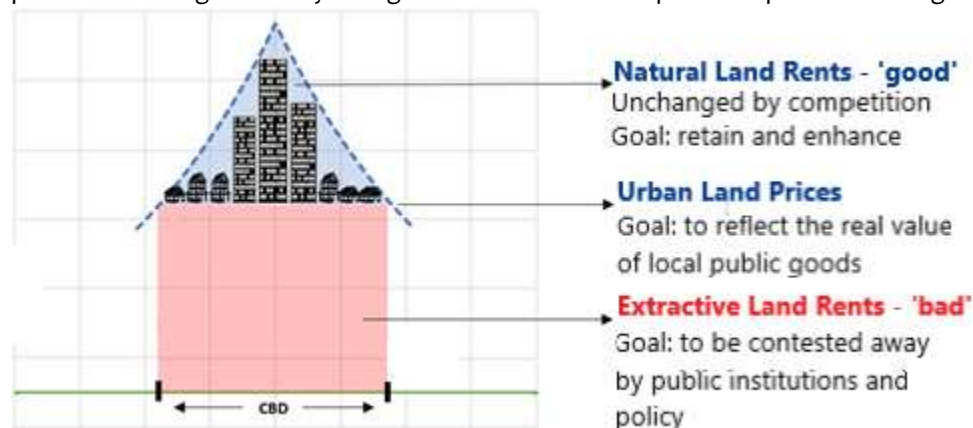 Natural Land Rents - 'good'
Unchanged by competition
Goal: retain and enhance
Urban Land Prices
Goal: to reflect the real value
of local public goods
Extractive Land Rents - 'bad'
Goal: to be contested away
by public institutions and
policy
CBD